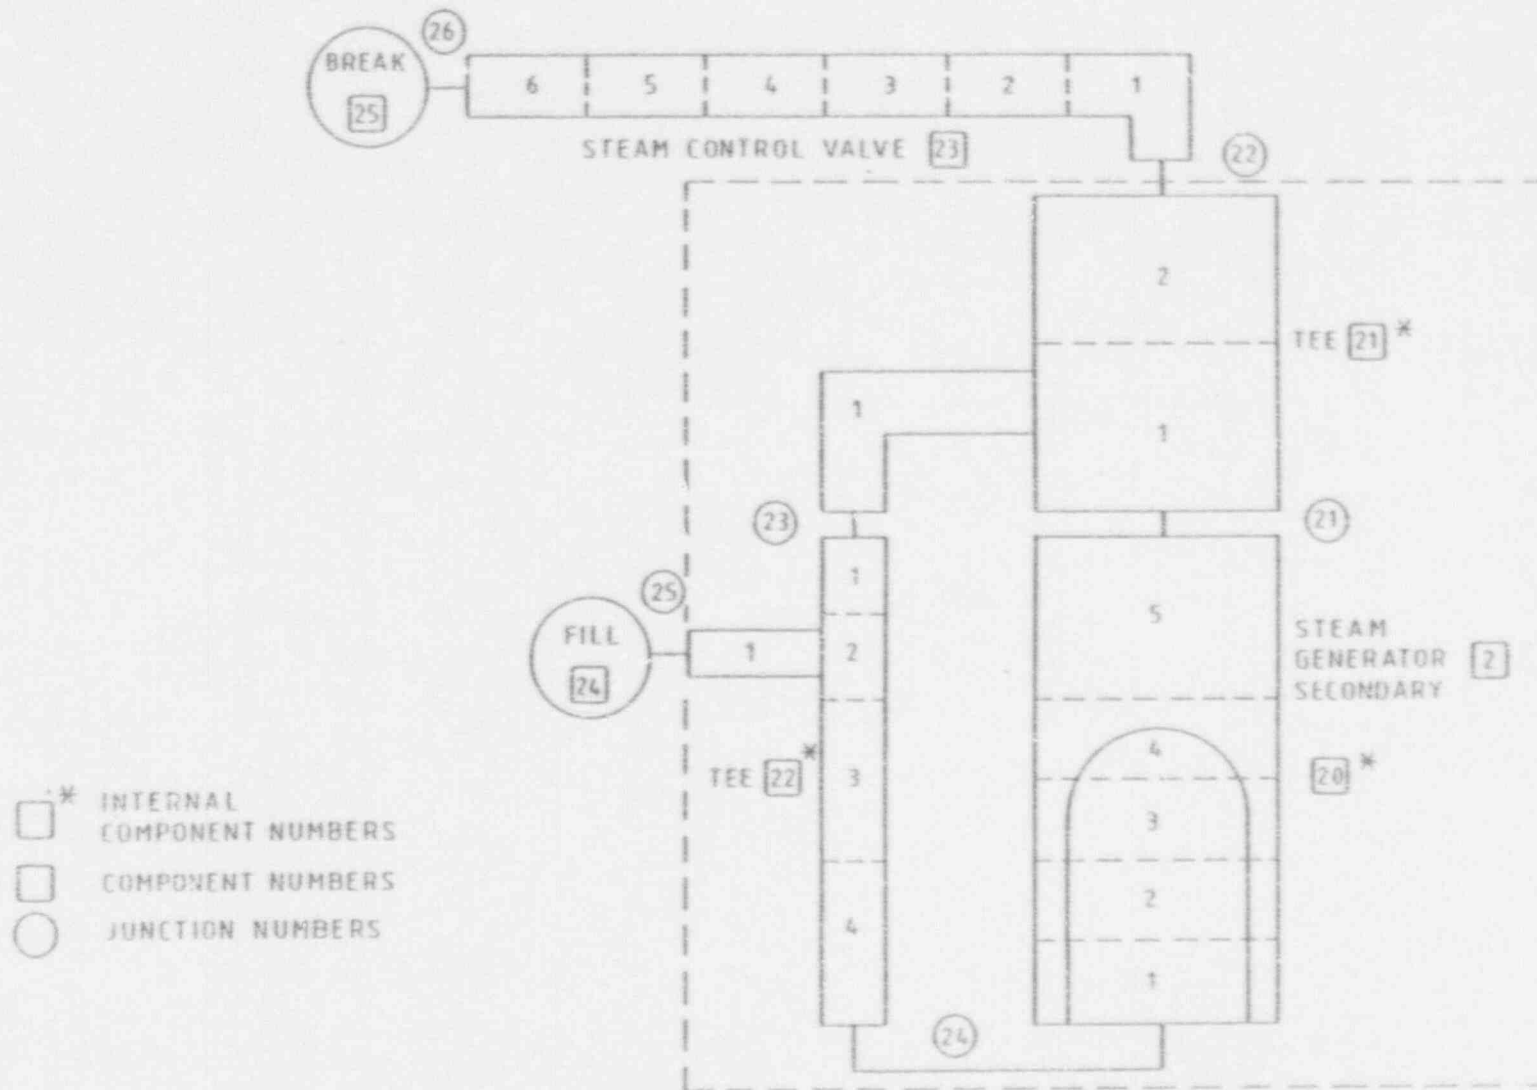 26
BREAK
25
6 5 4 3 2 1
STEAM CONTROL VALVE 23
22
2
TEE 21 *
1
1
23
21
1
25
FILL
24
1
2
5
STEAM
GENERATOR 2
SECONDARY
4
TEE 22 *
3
20 *
3
* INTERNAL
COMPONENT NUMBERS
COMPONENT NUMBERS
2
4
JUNCTION NUMBERS
1
24